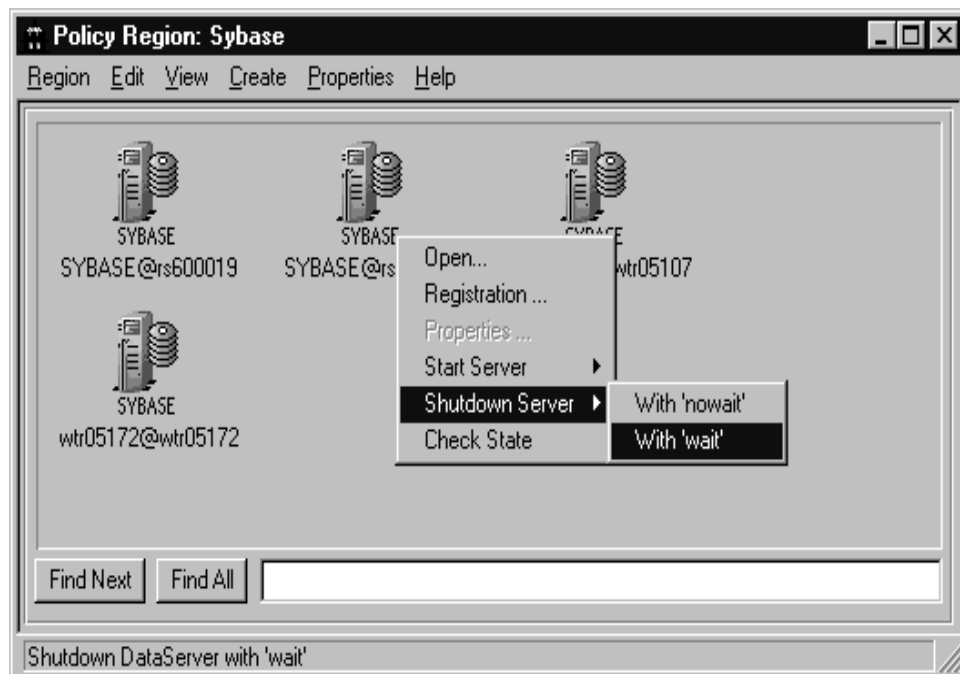 Policy Region: Sybase
Region Edit View Create Properties Help
SYBASE SYBASE SYBASE
SYBASE@rs600019 SYBASE@rs wtr05107
Open...
Registration ...
Properties ...
Start Server
Shutdown Server
Check State
With 'nowait'
With 'wait'
SYBASE
wtr05172@wtr05172
Find Next Find All
Shutdown DataServer with 'wait'